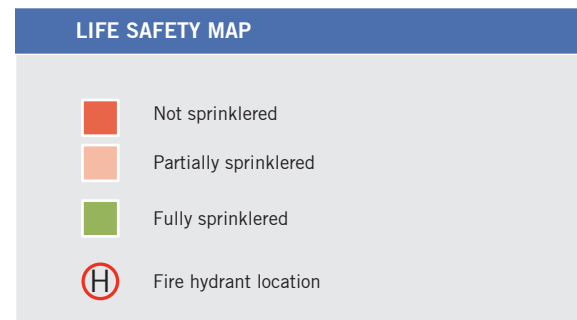 LIFE SAFETY MAP
Not sprinklered
Partially sprinklered
Fully sprinklered
H Fire hydrant location